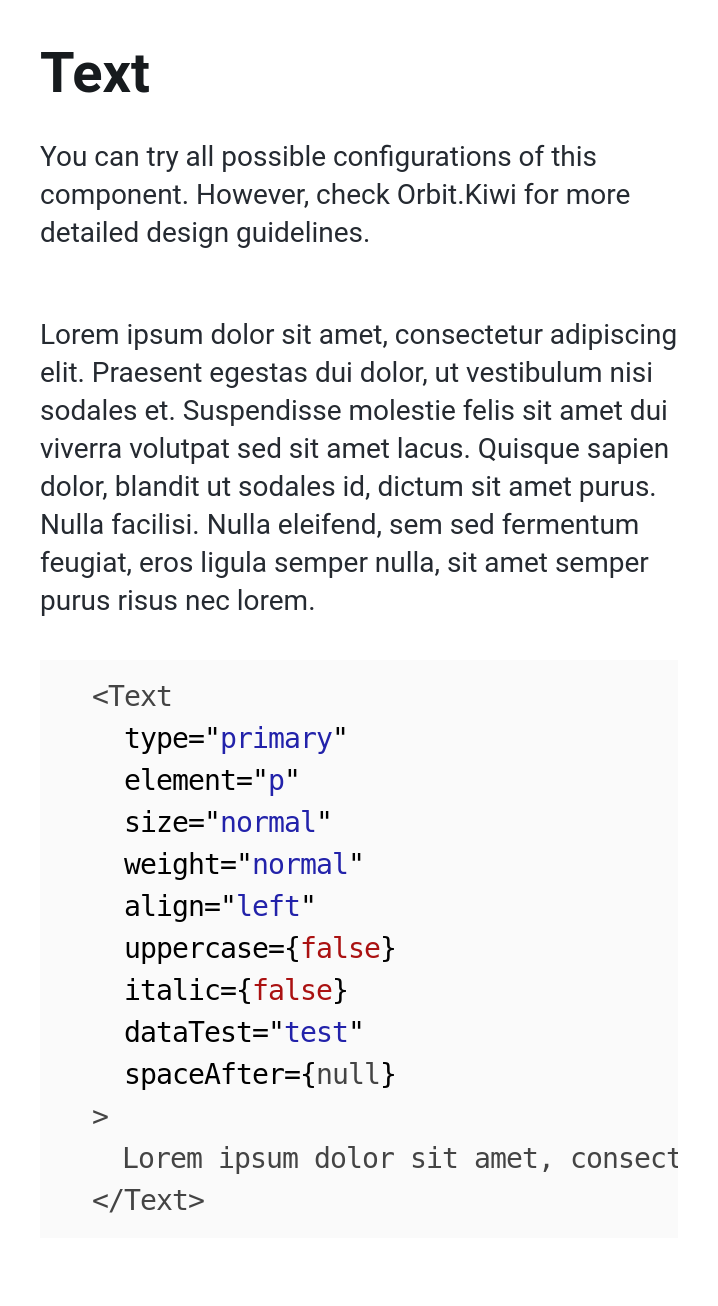 Text
You can try all possible configurations of this
component. However, check Orbit.Kiwi for more
detailed design guidelines.
Lorem ipsum dolor sit amet, consectetur adipiscing
elit. Praesent egestas dui dolor, ut vestibulum nisi
sodales et. Suspendisse molestie felis sit amet dui
viverra volutpat sed sit amet lacus. Quisque sapien
dolor, blandit ut sodales id, dictum sit amet purus.
Nulla facilisi. Nulla eleifend, sem sed fermentum
feugiat, eros ligula semper nulla, sit amet semper
purus risus nec lorem.
<Text
type="primary"
element="p"
size="normal"
weight="normal"
align="left"
uppercase={false}
italic={false}
dataTest="test"
spaceAfter={null}
>
Lorem ipsum dolor sit amet, consect
</Text>